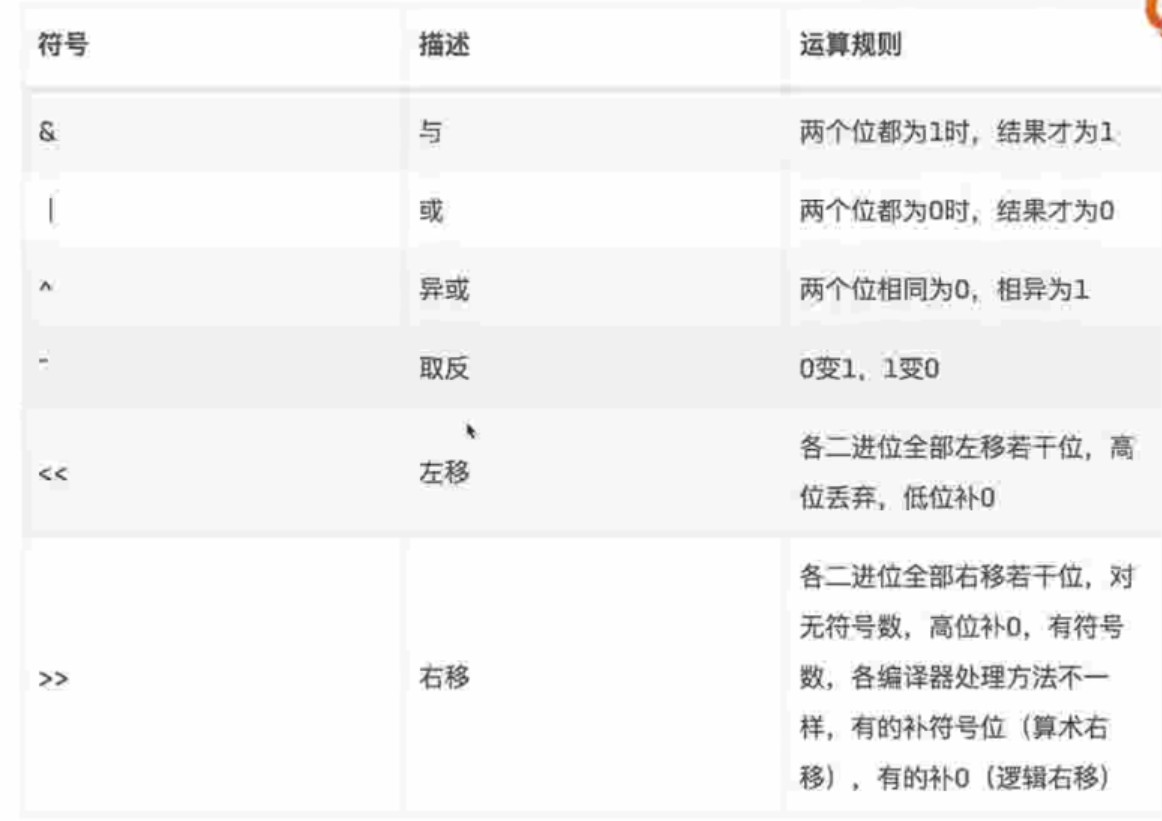 符号 描述 运算规则
& 与 两个位都为1时，结果才为1
| 或 两个位都为0时，结果才为0
^ 异或 两个位相同为0，相异为1
~ 取反 0变1，1变0
<< 左移 各二进位全部左移若干位，高
位丢弃，低位补0
>> 右移 各二进位全部右移若干位，对
无符号数，高位补0，有符号
数，各编译器处理方法不一
样，有的补符号位（算术右
移），有的补0（逻辑右移）